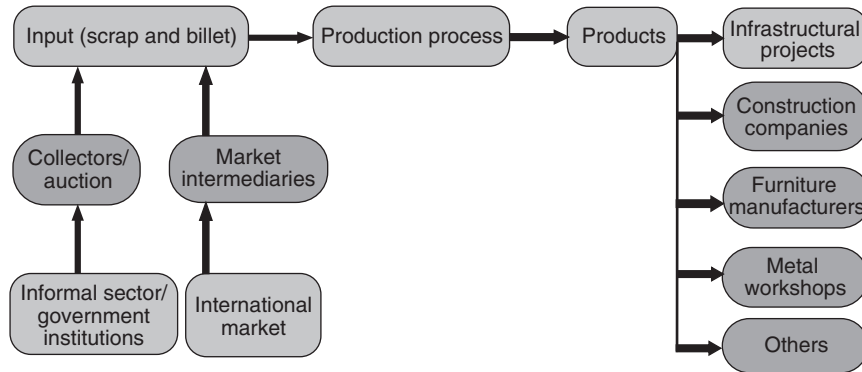 Input (scrap and billet)
Production process
Products
Infrastructural
projects
Construction
companies
Collectors/
auction
Market
intermediaries
Furniture
manufacturers
Metal
workshops
Informal sector/
government
institutions
International
market
Others